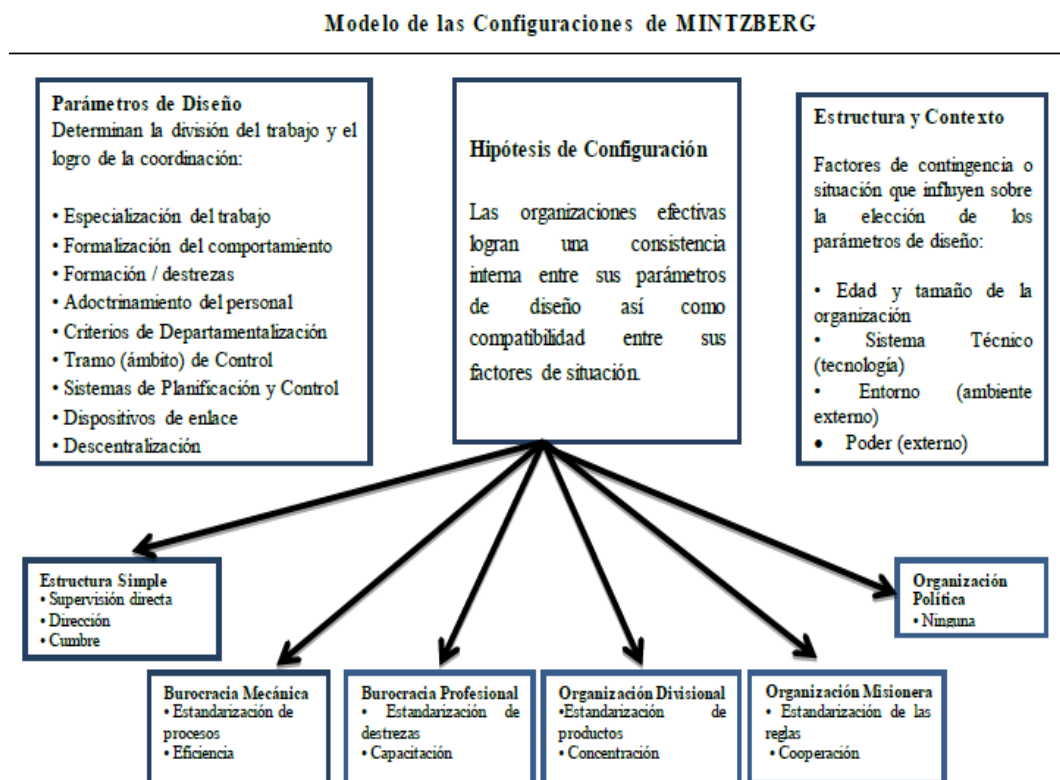 Modelo de las Configuraciones de MINTZBERG
Parámetros de Diseño
Determinan la división del trabajo y el
logro de la coordinación:
• Especialización del trabajo
• Formalización del comportamiento
• Formación / destrezas
• Adoctrinamiento del personal
• Criterios de Departamentalización
• Tramo (ámbito) de Control
• Sistemas de Planificación y Control
• Dispositivos de enlace
• Descentralización
Hipótesis de Configuración
Las organizaciones efectivas
logran una consistencia
interna entre sus parámetros
de diseño así como
compatibilidad entre sus
factores de situación.
Estructura y Contexto
Factores de contingencia o
situación que influyen sobre
la elección de los
parámetros de diseño:
• Edad y tamaño de la
organización
• Sistema Técnico
(tecnología)
• Entorno (ambiente
externo)
• Poder (externo)
Estructura Simple
• Supervisión directa
• Dirección
• Cumbre
Burocracia Mecánica
• Estandarización de
procesos
• Eficiencia
Burocracia Profesional
• Estandarización de
destrezas
• Capacitación
Organización Divisional
•Estandarización de
productos
• Concentración
Organización Misionera
• Estandarización de las
reglas
• Cooperación
Organización
Política
• Ninguna